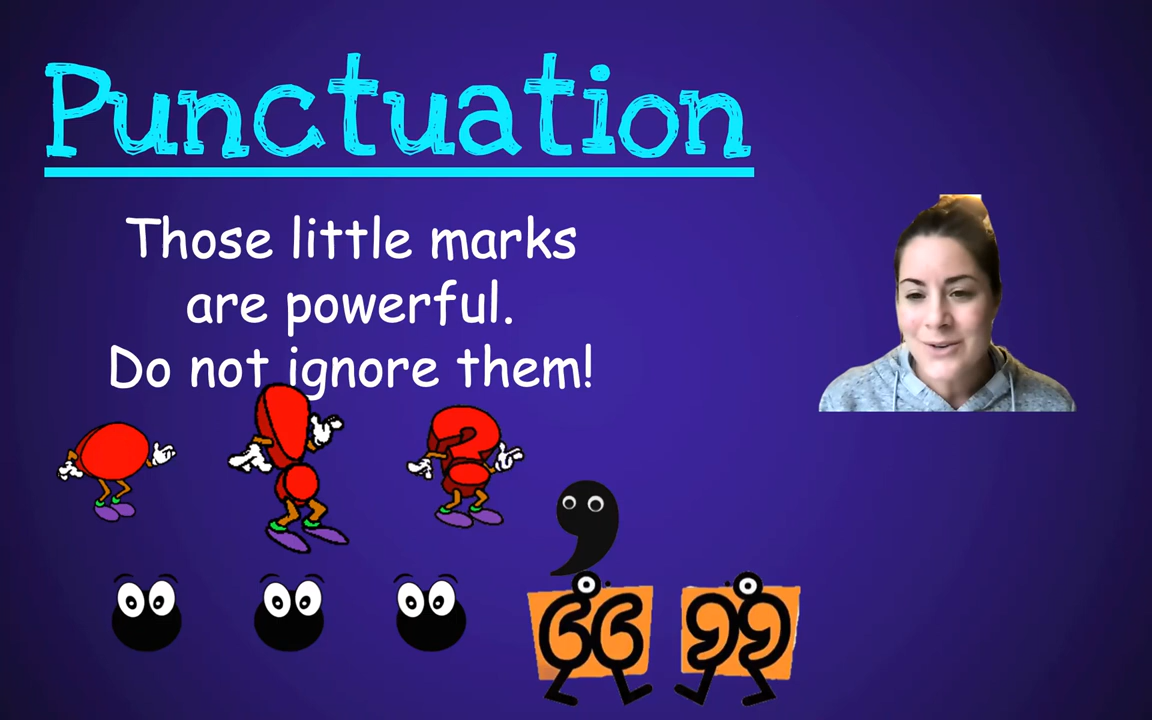 Punctuation
Those little marks
are powerful.
Do not ignore them!